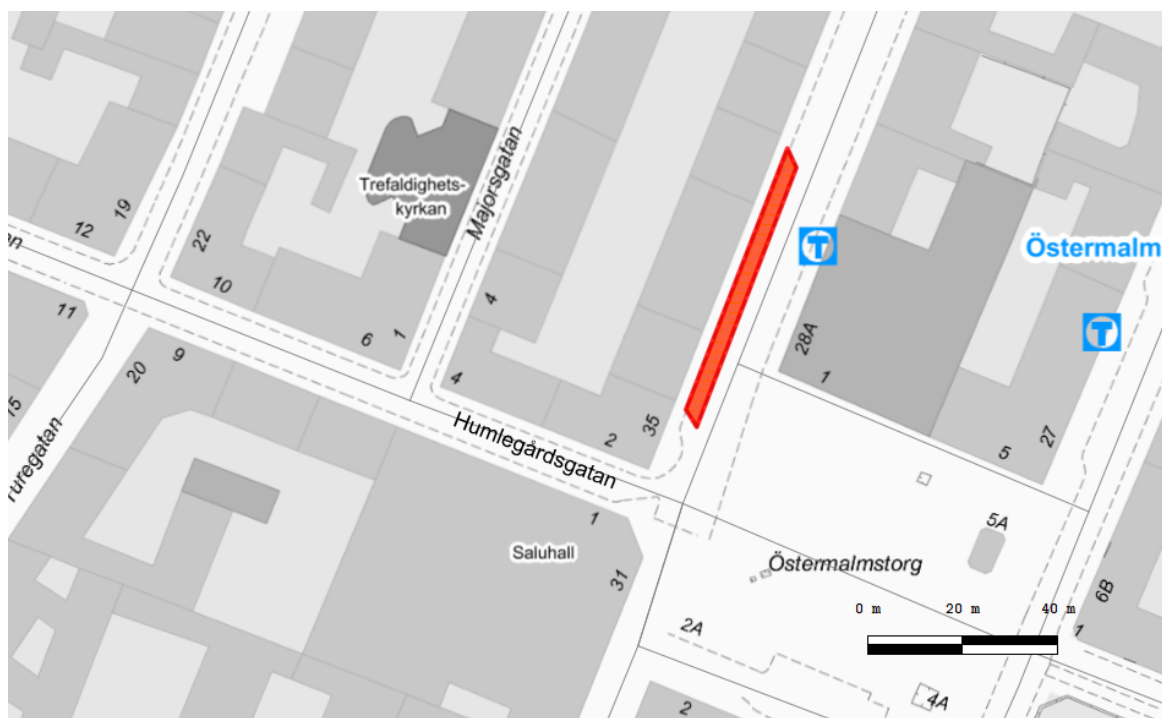 Trefaldighets-
kyrkan
Majorsgatan
19
12
22
10
11
6
1
4
4
20
9
15
Humlegårdsgatan
2
35
T
Östermalm
T
28A
1
5
27
1
Saluhall
31
5A
Östermalmstorg
0 m 20 m 40 m
6B
1
2A
4A
2